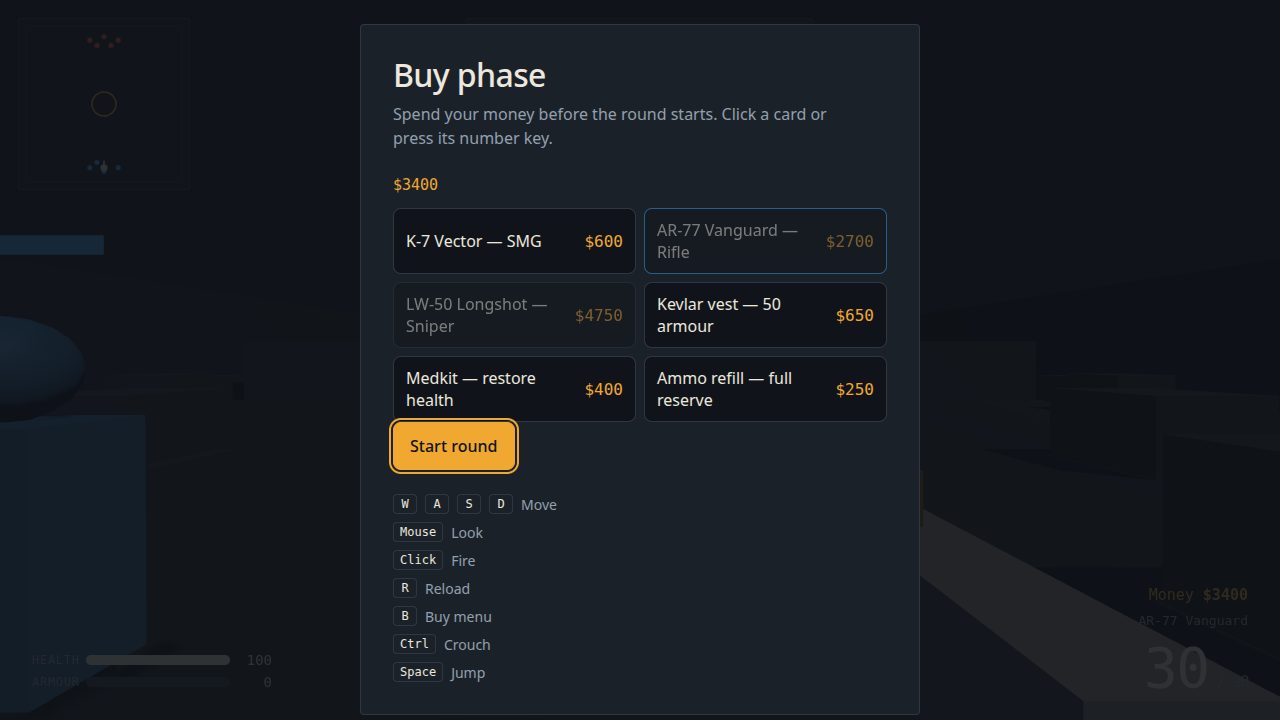 Buy phase
Spend your money before the round starts. Click a card or
press its number key.
$3400
K-7 Vector — SMG $600
AR-77 Vanguard —
Rifle $2700
LW-50 Longshot —
Sniper $4750
Kevlar vest — 50
armour $650
Medkit — restore
health $400
Ammo refill — full
reserve $250
Start round
W A S D Move
Mouse Look
Click Fire
R Reload
B Buy menu
Ctrl Crouch
Space Jump
HEALTH 100
ARMOUR 0
Money $3400
AR-77 Vanguard
30